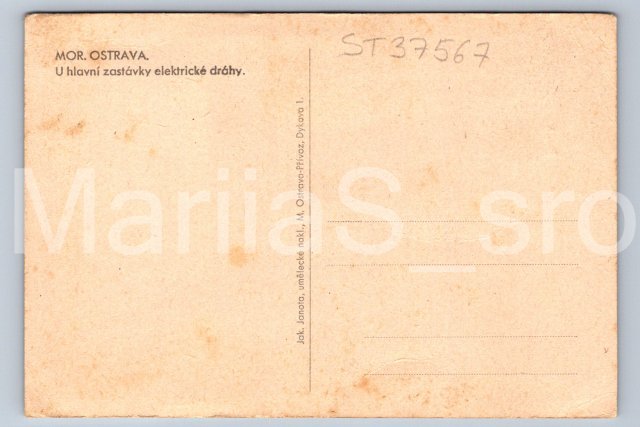 MOR. OSTRAVA.
U hlavní zastávky elektrické dráhy.
ST37567
Jak. Janota, umělecké nakl., M. Ostrava-Přívoz, Dykova 1.
MariiaS_sro